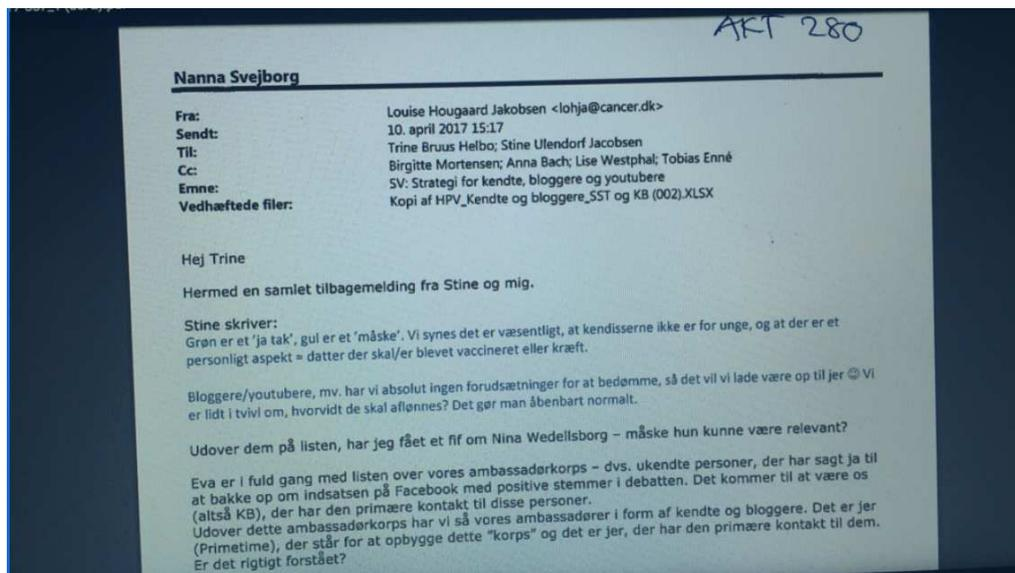 AKT 280
Nanna Svejborg
Fra: Louise Hougaard Jakobsen <lohja@cancer.dk>
Sendt: 10. april 2017 15:17
Til: Trine Bruus Helbo; Stine Ulendorf Jacobsen
Cc: Birgitte Mortensen; Anna Bach; Lise Westphal; Tobias Enné
Emne: SV: Strategi for kendte, bloggere og youtubere
Vedhæftede filer: Kopi af HPV_Kendte og bloggere_SST og KB (002).XLSX
Hej Trine
Hermed en samlet tilbagemelding fra Stine og mig.
Stine skriver:
Grøn er et 'ja tak', gul er et 'måske'. Vi synes det er væsentligt, at kendisserne ikke er for unge, og at der er et
personligt aspekt = datter der skal/er blevet vaccineret eller kræft.
Bloggere/youtubere, mv. har vi absolut ingen forudsætninger for at bedømme, så det vil vi lade være op til jer ☺ Vi
er lidt i tvivl om, hvorvidt de skal aflønnes? Det gør man åbenbart normalt.
Udover dem på listen, har jeg fået et fif om Nina Wedellsborg – måske hun kunne være relevant?
Eva er i fuld gang med listen over vores ambassadørkorps – dvs. ukendte personer, der har sagt ja til
at bakke op om indsatsen på Facebook med positive stemmer i debatten. Det kommer til at være os
(altså KB), der har den primære kontakt til disse personer.
Udover dette ambassadørkorps har vi så vores ambassadører i form af kendte og bloggere. Det er jer
(Primetime), der står for at opbygge dette "korps" og det er jer, der har den primære kontakt til dem.
Er det rigtigt forstået?